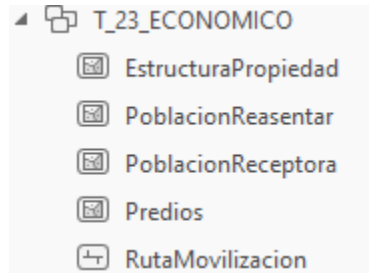 T_23_ECONOMICO
EstructuraPropiedad
PoblacionReasentar
PoblacionReceptora
Predios
RutaMovilizacion